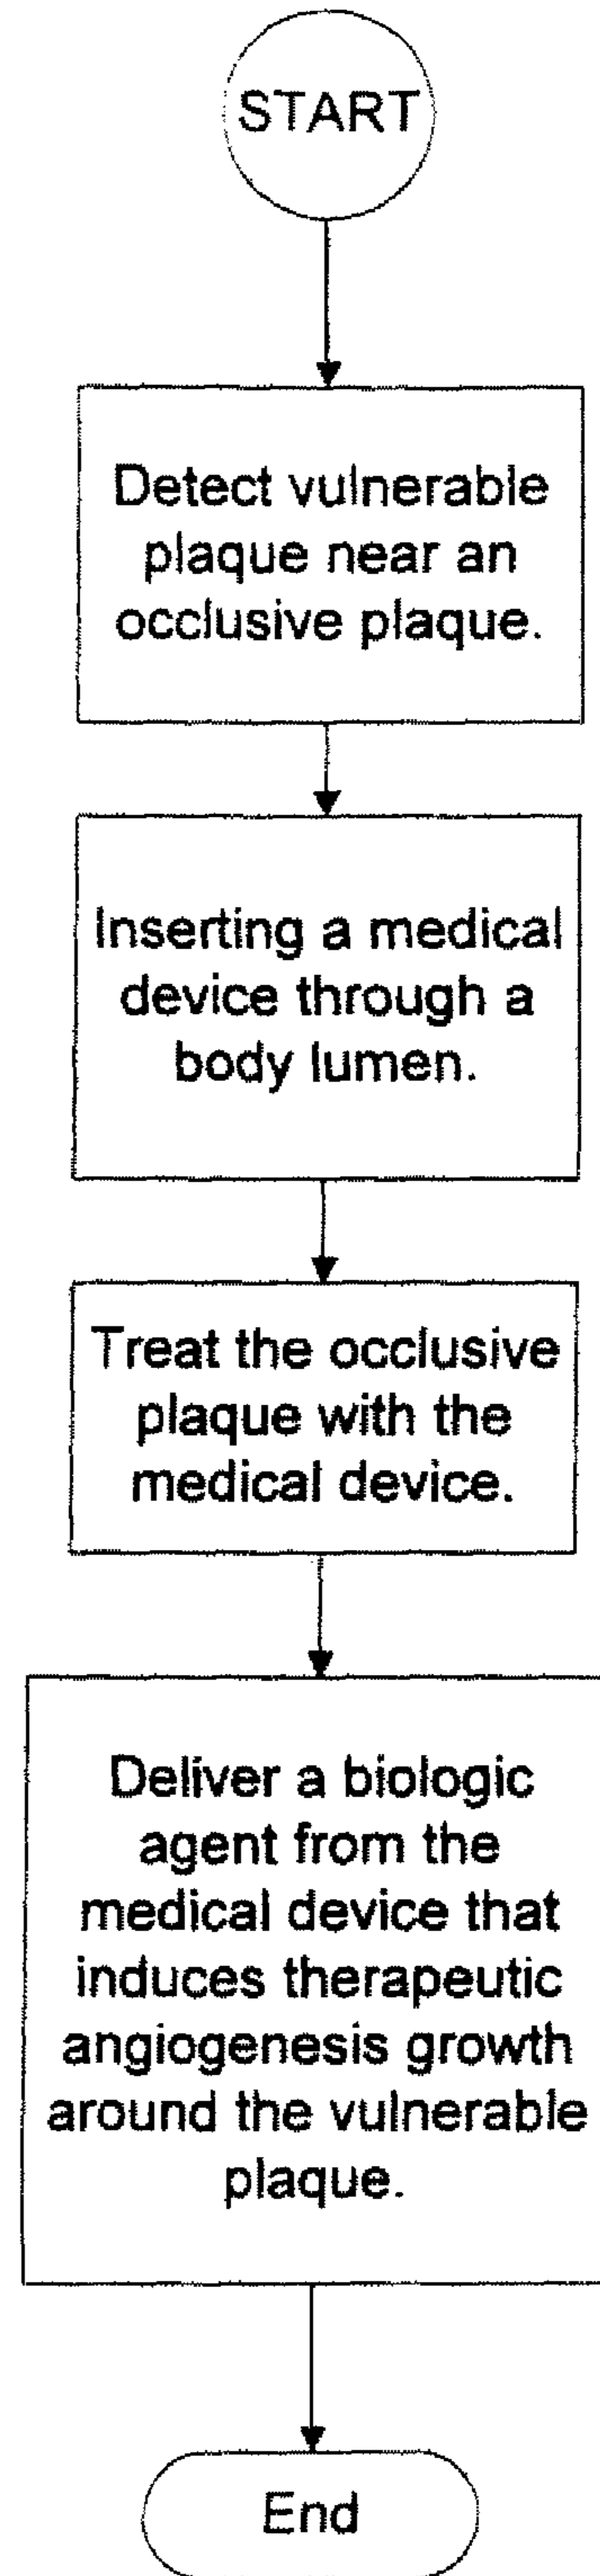 START
Detect vulnerable
plaque near an
occlusive plaque.
Inserting a medical
device through a
body lumen.
Treat the occlusive
plaque with the
medical device.
Deliver a biologic
agent from the
medical device that
induces therapeutic
angiogenesis growth
around the vulnerable
plaque.
End